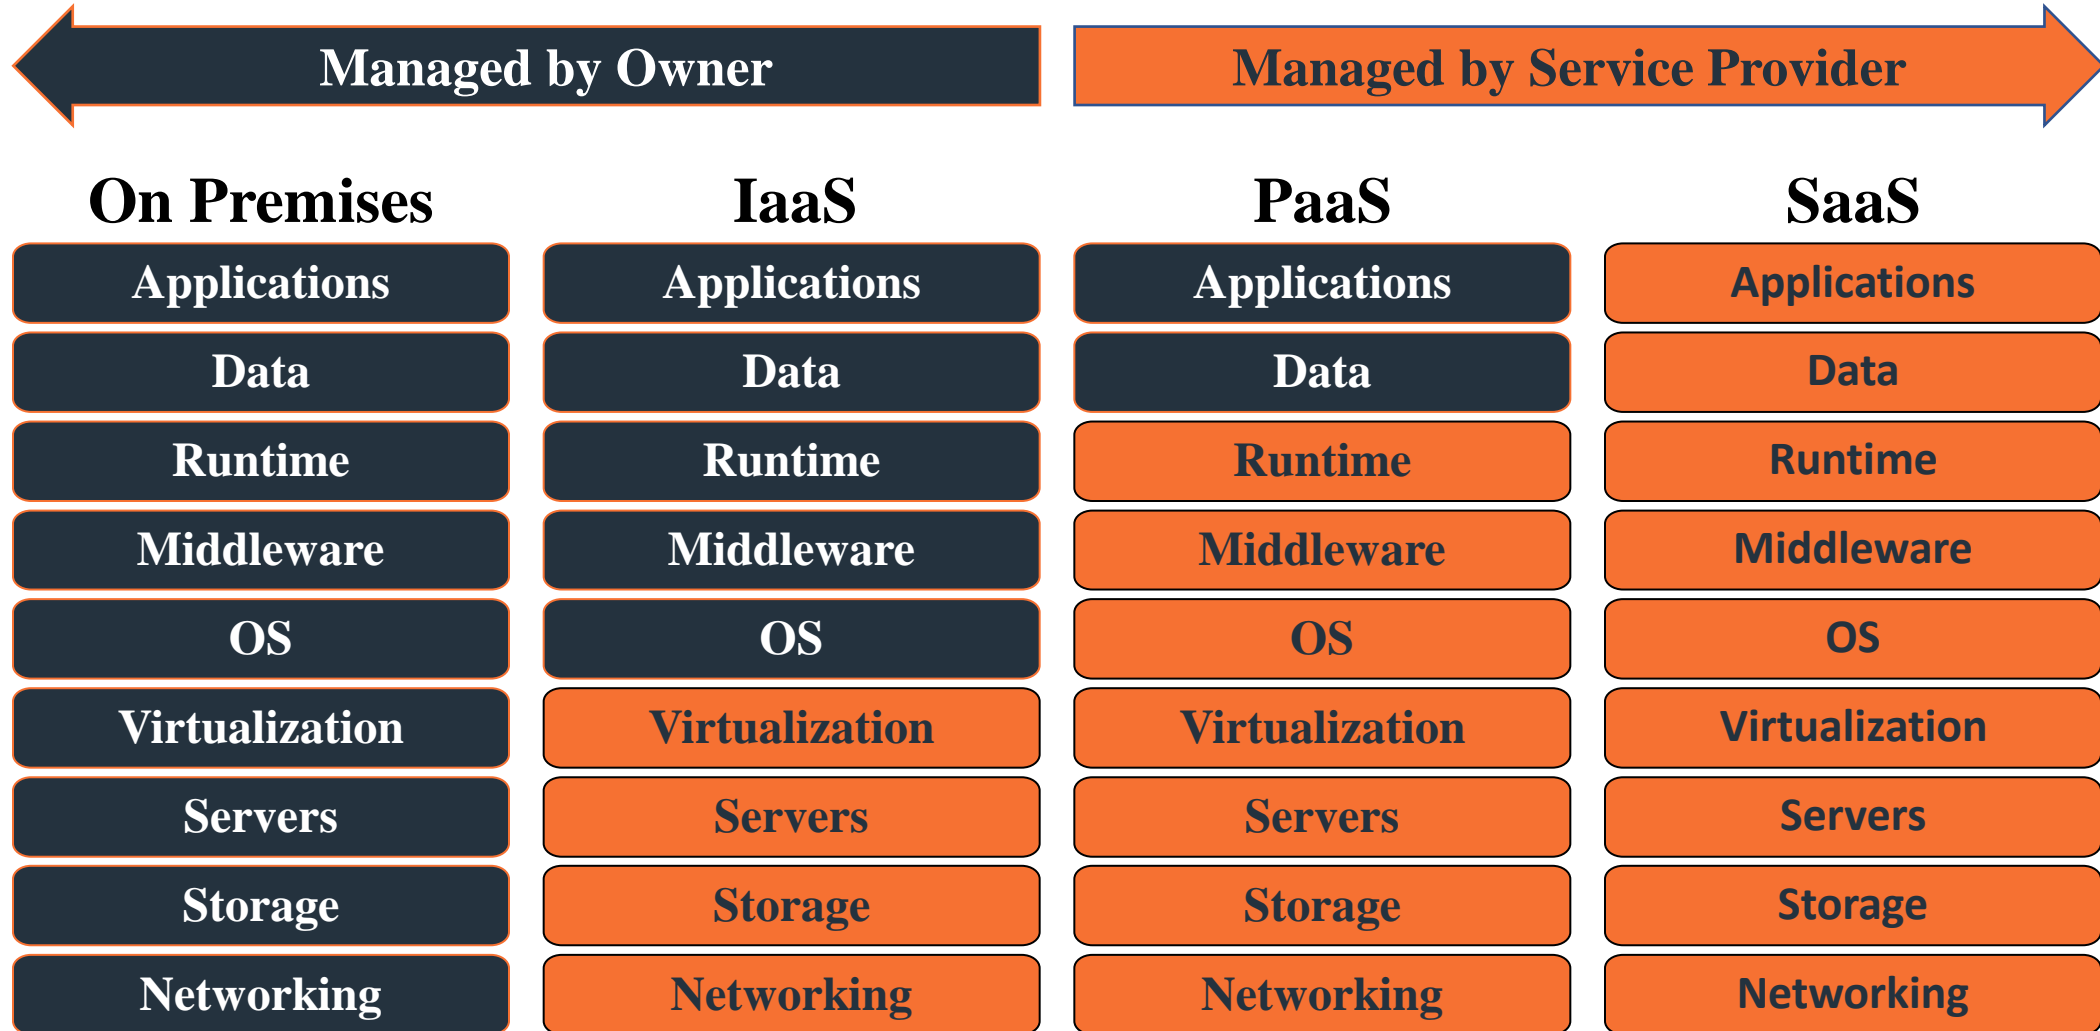 Managed by Owner
Managed by Service Provider
On Premises
IaaS
PaaS
SaaS
Applications
Applications
Applications
Applications
Data
Data
Data
Data
Runtime
Runtime
Runtime
Runtime
Middleware
Middleware
Middleware
Middleware
OS
OS
OS
OS
Virtualization
Virtualization
Virtualization
Virtualization
Servers
Servers
Servers
Servers
Storage
Storage
Storage
Storage
Networking
Networking
Networking
Networking